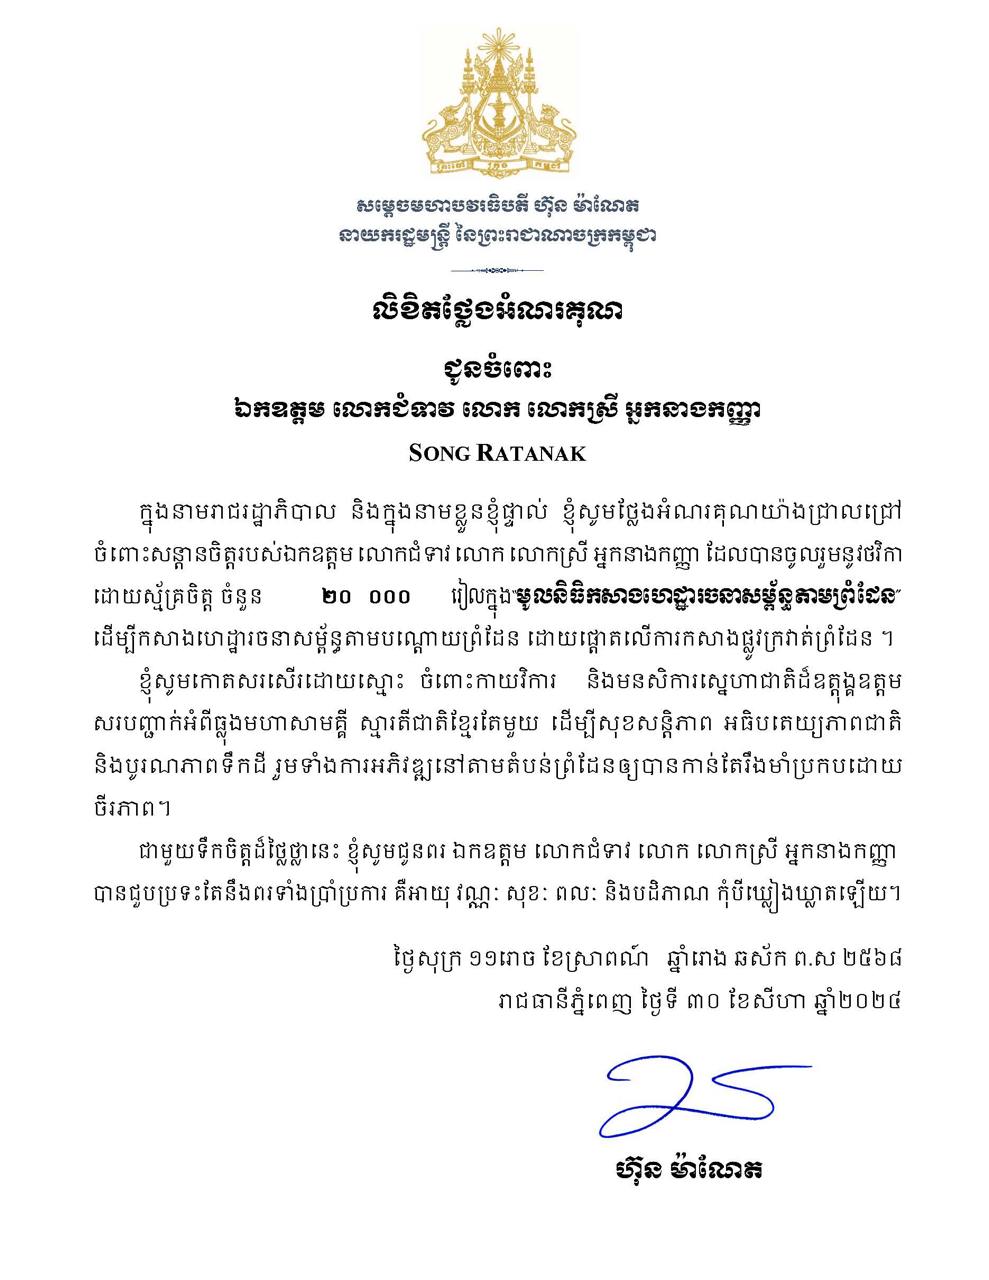 សម្តេចមហាបវរធិបតី ហ៊ុន ម៉ាណែត
នាយករដ្ឋមន្ត្រី នៃព្រះរាជាណាចក្រកម្ពុជា
លិខិតថ្លែងអំណរគុណ
ជូនចំពោះ
ឯកឧត្តម លោកជំទាវ លោក លោកស្រី អ្នកនាងកញ្ញា
SONG RATANAK
ក្នុងនាមរាជរដ្ឋាភិបាល និងក្នុងនាមខ្លួនខ្ញុំផ្ទាល់ ខ្ញុំសូមថ្លែងអំណរគុណយ៉ាងជ្រាលជ្រៅ
ចំពោះសន្តានចិត្តរបស់ឯកឧត្តម លោកជំទាវ លោក លោកស្រី អ្នកនាងកញ្ញា ដែលបានចូលរួមនូវថវិកា
ដោយស្ម័គ្រចិត្ត ចំនួន ២០ ០០០ រៀលក្នុង“មូលនិធិកសាងហេដ្ឋារចនាសម្ព័ន្ធតាមព្រំដែន”
ដើម្បីកសាងហេដ្ឋារចនាសម្ព័ន្ធតាមបណ្តោយព្រំដែន ដោយផ្តោតលើការកសាងផ្លូវក្រវាត់ព្រំដែន ។
ខ្ញុំសូមកោតសរសើរដោយស្មោះ ចំពោះកាយវិការ និងមនសិការស្នេហាជាតិដ៏ឧត្តុង្គឧត្តម
សរបញ្ជាក់អំពីធ្លុងមហាសាមគ្គី ស្មារតីជាតិខ្មែរតែមួយ ដើម្បីសុខសន្តិភាព អធិបតេយ្យភាពជាតិ
និងបូរណភាពទឹកដី រួមទាំងការអភិវឌ្ឍនៅតាមតំបន់ព្រំដែនឲ្យបានកាន់តែរឹងមាំប្រកបដោយ
ចីរភាព។
ជាមួយទឹកចិត្តដ៏ថ្លៃថ្លានេះ ខ្ញុំសូមជូនពរ ឯកឧត្តម លោកជំទាវ លោក លោកស្រី អ្នកនាងកញ្ញា
បានជួបប្រទះតែនឹងពរទាំងប្រាំប្រការ គឺអាយុ វណ្ណៈ សុខៈ ពលៈ និងបដិភាណ កុំបីឃ្លៀងឃ្លាតឡើយ។
ថ្ងៃសុក្រ ១១រោច ខែស្រាពណ៍ ឆ្នាំរោង ឆស័ក ព.ស ២៥៦៨
រាជធានីភ្នំពេញ ថ្ងៃទី ៣០ ខែសីហា ឆ្នាំ២០២៤
ហ៊ុន ម៉ាណែត